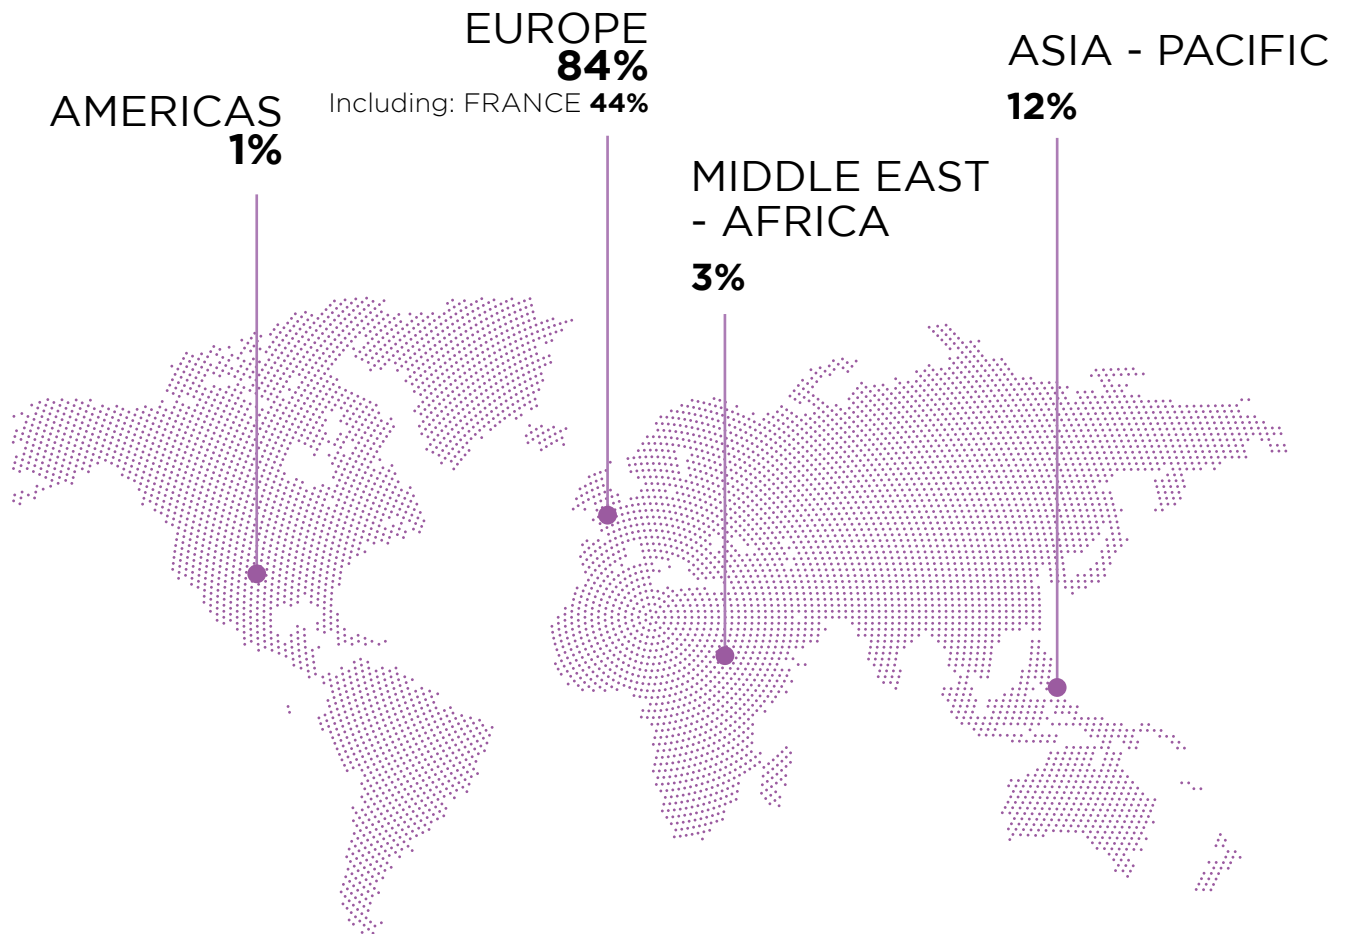 AMERICAS
1%
EUROPE
84%
Including: FRANCE 44%
MIDDLE EAST
- AFRICA
3%
ASIA - PACIFIC
12%